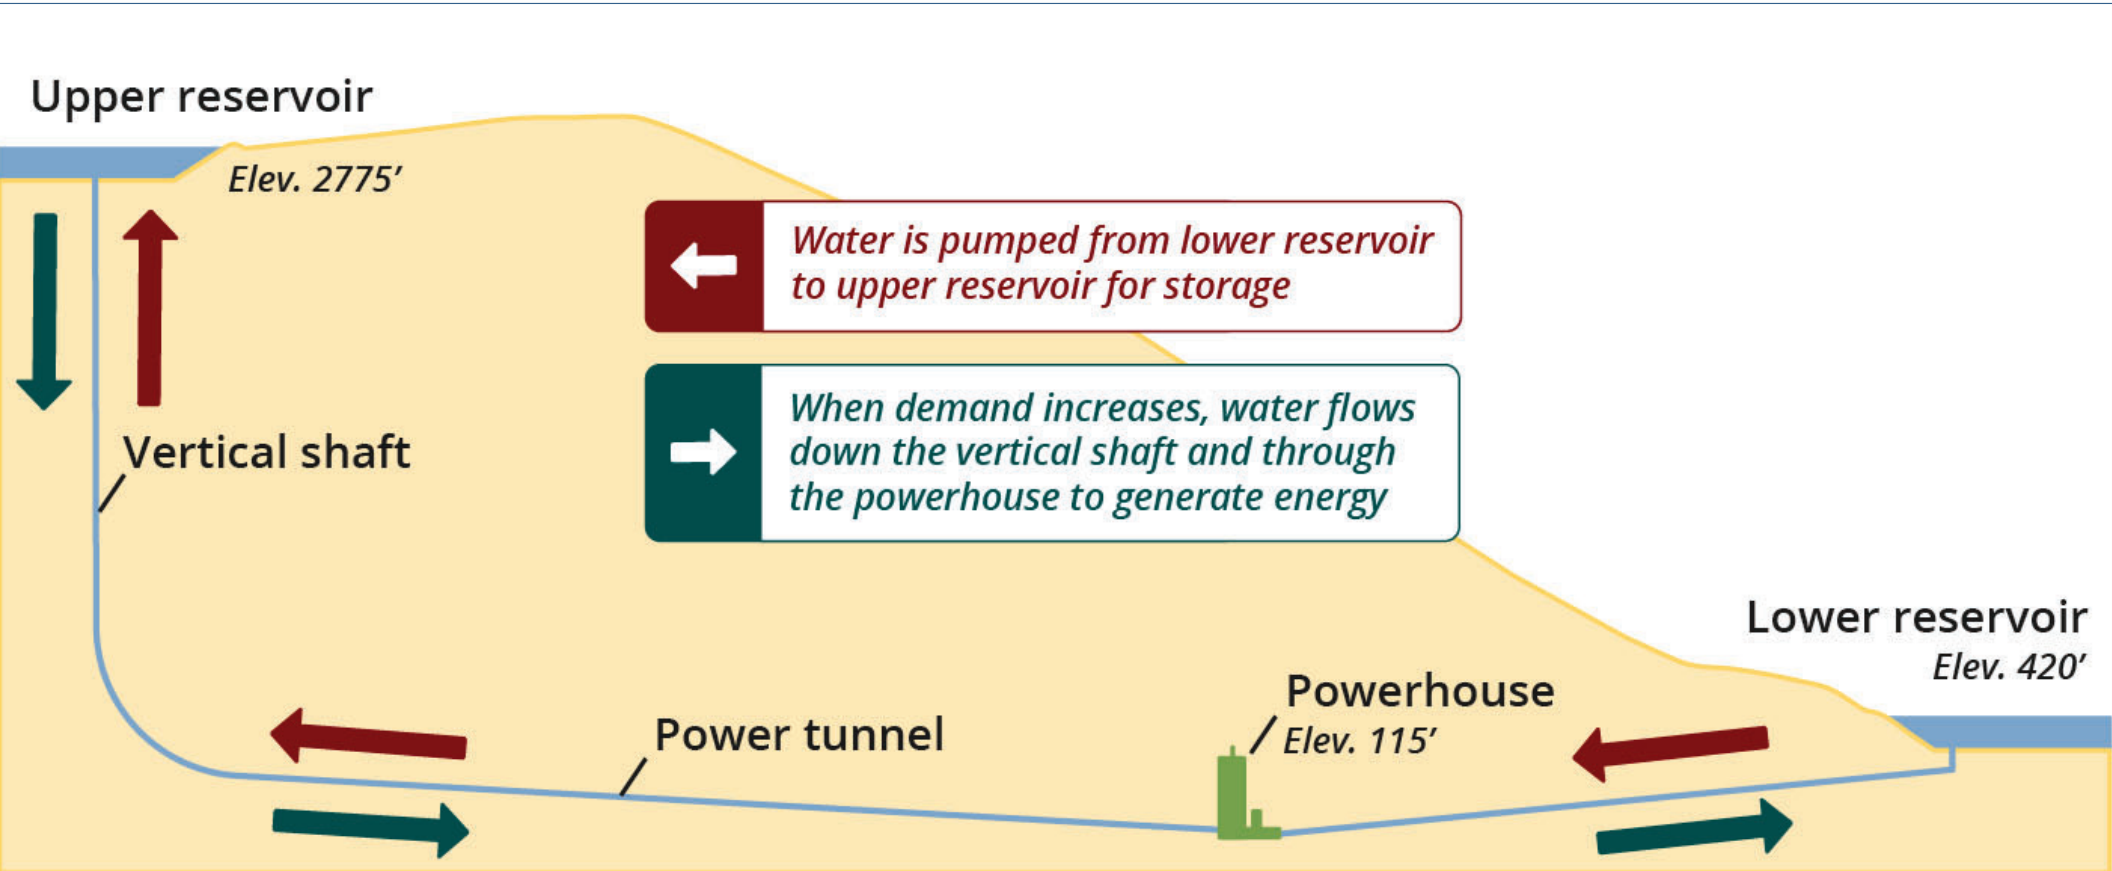 Upper reservoir
Elev. 2775’
Water is pumped from lower reservoir
to upper reservoir for storage
When demand increases, water flows
down the vertical shaft and through
the powerhouse to generate energy
Vertical shaft
Lower reservoir
Elev. 420’
Powerhouse
Elev. 115’
Power tunnel